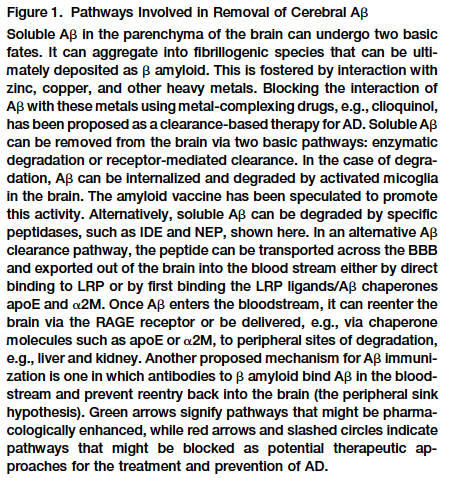 Figure 1. Pathways Involved in Removal of Cerebral Aβ
Soluble Aβ in the parenchyma of the brain can undergo two basic
fates. It can aggregate into fibrillogenic species that can be ulti-
mately deposited as β amyloid. This is fostered by interaction with
zinc, copper, and other heavy metals. Blocking the interaction of
Aβ with these metals using metal-complexing drugs, e.g., clioquinol,
has been proposed as a clearance-based therapy for AD. Soluble Aβ
can be removed from the brain via two basic pathways: enzymatic
degradation or receptor-mediated clearance. In the case of degra-
dation, Aβ can be internalized and degraded by activated micoglia
in the brain. The amyloid vaccine has been speculated to promote
this activity. Alternatively, soluble Aβ can be degraded by specific
peptidases, such as IDE and NEP, shown here. In an alternative Aβ
clearance pathway, the peptide can be transported across the BBB
and exported out of the brain into the blood stream either by direct
binding to LRP or by first binding the LRP ligands/Aβ chaperones
apoE and α2M. Once Aβ enters the bloodstream, it can reenter the
brain via the RAGE receptor or be delivered, e.g., via chaperone
molecules such as apoE or α2M, to peripheral sites of degradation,
e.g., liver and kidney. Another proposed mechanism for Aβ immuni-
zation is one in which antibodies to β amyloid bind Aβ in the blood-
stream and prevent reentry back into the brain (the peripheral sink
hypothesis). Green arrows signify pathways that might be pharma-
cologically enhanced, while red arrows and slashed circles indicate
pathways that might be blocked as potential therapeutic ap-
proaches for the treatment and prevention of AD.